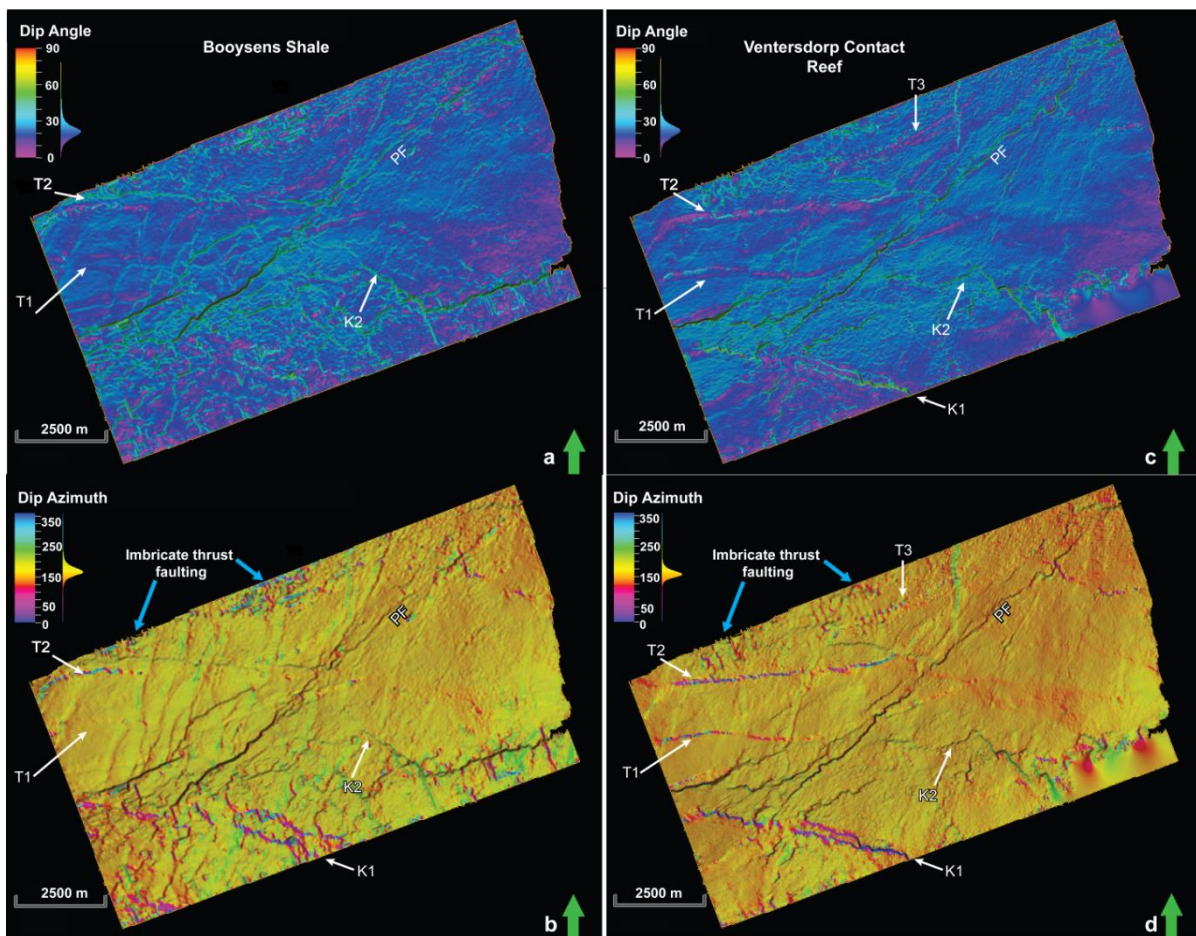 Dip Angle
90
60
30
0
Booysens Shale
PF
T2
T1
K2
2500 m
a
Dip Angle
90
60
30
0
Ventersdorp Contact
Reef
T3
PF
T2
T1
K2
K1
2500 m
c
Dip Azimuth
350
250
150
50
0
Imbricate thrust
faulting
PF
T2
T1
K2
K1
2500 m
b
Dip Azimuth
350
250
150
50
0
Imbricate thrust
faulting
T3
PF
T2
T1
K2
K1
2500 m
d